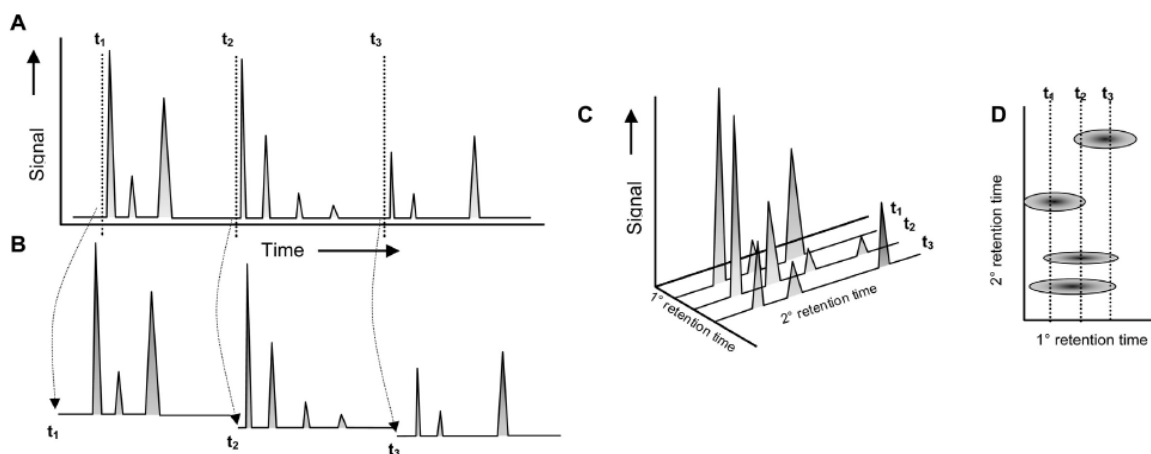 A
t₁
t₂
t₃
Signal
Time
B
t₁
t₂
t₃
C
Signal
t₁
t₂
t₃
1° retention time
2° retention time
D
t₁
t₂
t₃
2° retention time
1° retention time